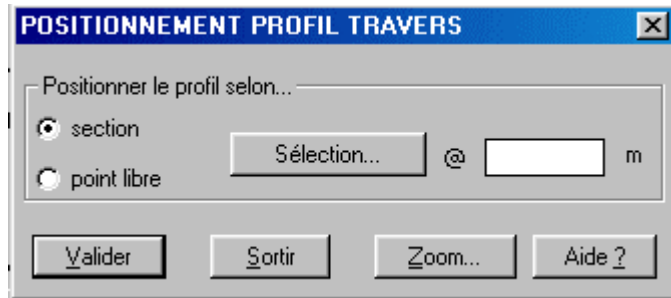 POSITIONNEMENT PROFIL TRAVERS
Positionner le profil selon...
section
Sélection... @ m
point libre
Valider Sortir Zoom... Aide ?